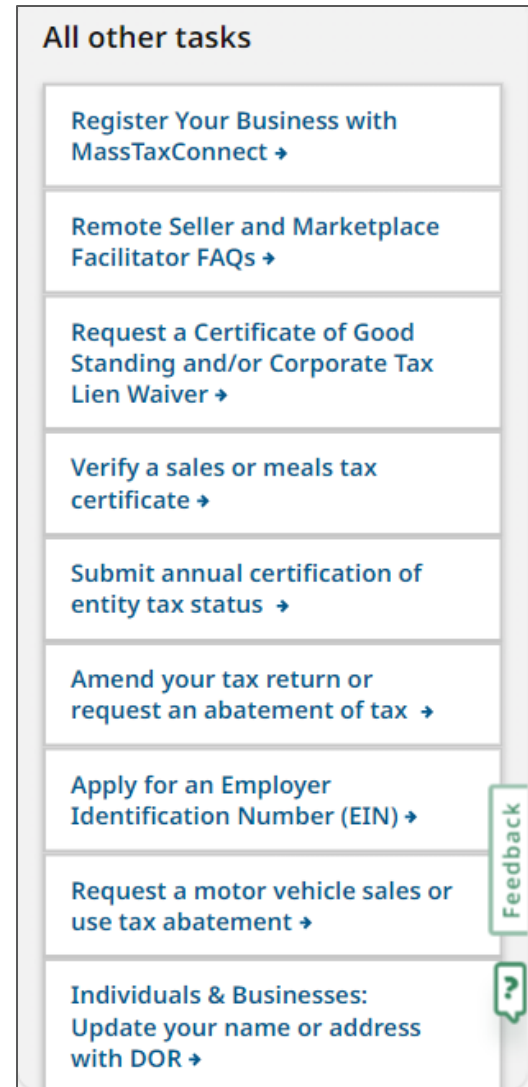 All other tasks
Register Your Business with
MassTaxConnect →
Remote Seller and Marketplace
Facilitator FAQs →
Request a Certificate of Good
Standing and/or Corporate Tax
Lien Waiver →
Verify a sales or meals tax
certificate →
Submit annual certification of
entity tax status →
Amend your tax return or
request an abatement of tax →
Apply for an Employer
Identification Number (EIN) →
Feedback
Request a motor vehicle sales or
use tax abatement →
?
Individuals & Businesses:
Update your name or address
with DOR →